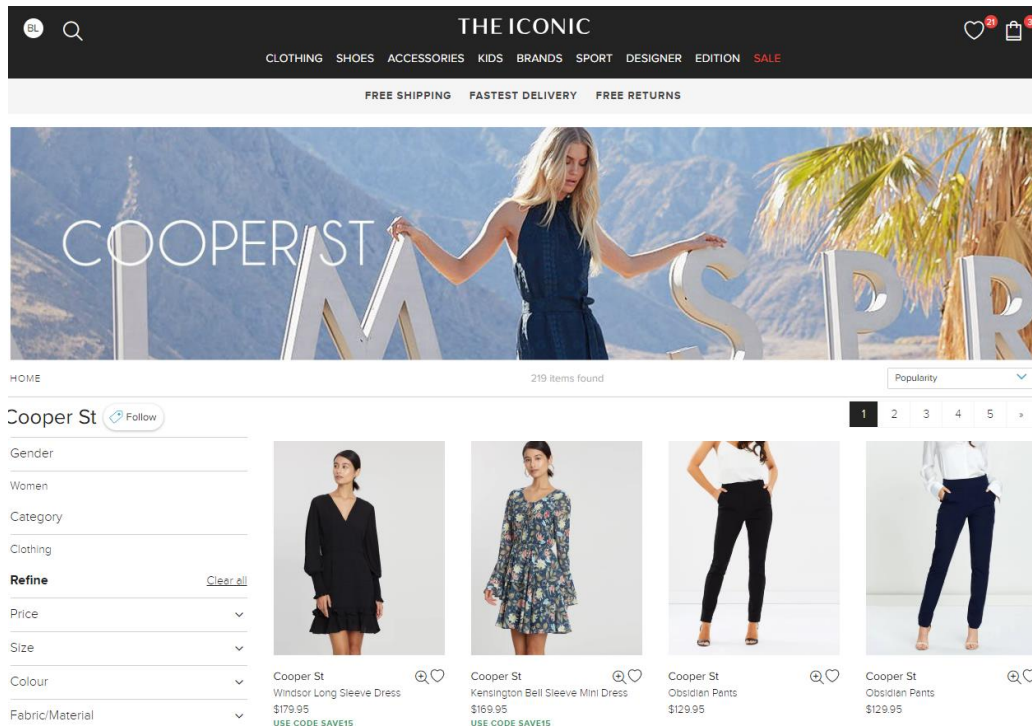 BL
THE ICONIC
21
3
CLOTHING SHOES ACCESSORIES KIDS BRANDS SPORT DESIGNER EDITION SALE
FREE SHIPPING FASTEST DELIVERY FREE RETURNS
COOPER ST
LM SPR
HOME
219 items found
Popularity
Cooper St
Follow
1 2 3 4 5 »
Gender
Women
Category
Clothing
Refine
Clear all
Price
Size
Colour
Fabric/Material
Cooper St
Windsor Long Sleeve Dress
$179.95
USE CODE SAVE15
Cooper St
Kensington Bell Sleeve Mini Dress
$169.95
USE CODE SAVE15
Cooper St
Obsidian Pants
$129.95
Cooper St
Obsidian Pants
$129.95